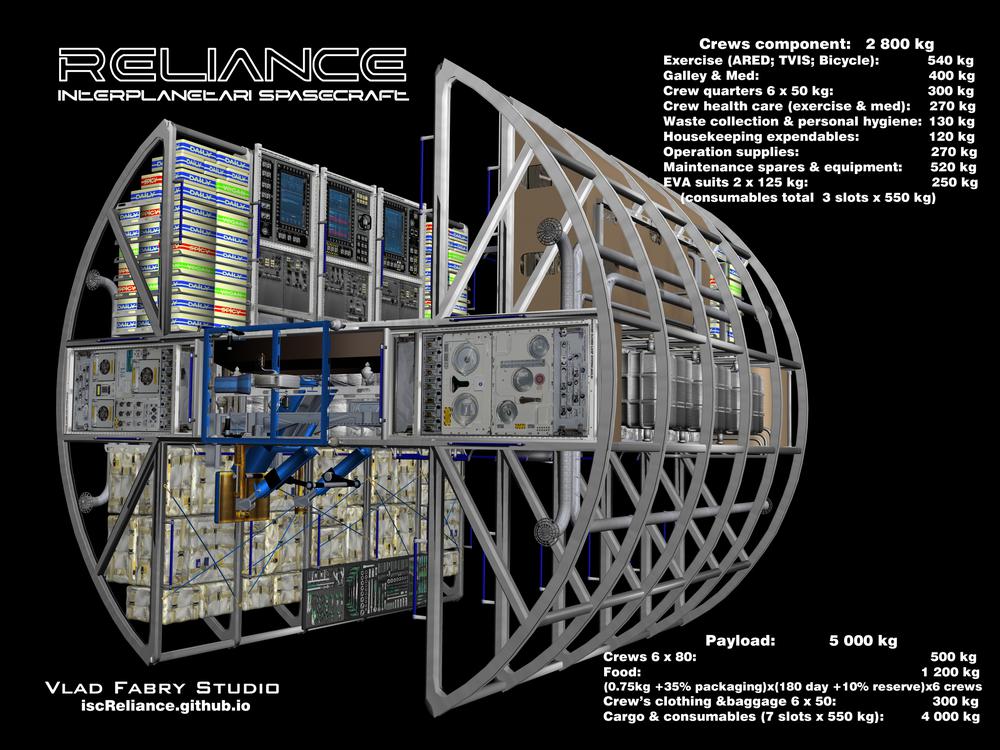 RELIANCE
INTERPLANETARI SPASECRAFT
Crews component: 2 800 kg
Exercise (ARED; TVIS; Bicycle): 540 kg
Galley & Med: 400 kg
Crew quarters 6 x 50 kg: 300 kg
Crew health care (exercise & med): 270 kg
Waste collection & personal hygiene: 130 kg
Housekeeping expendables: 120 kg
Operation supplies: 270 kg
Maintenance spares & equipment: 520 kg
EVA suits 2 x 125 kg: 250 kg
(consumables total 3 slots x 550 kg)
DAILY
DAILY
SPICY
DAILY
SPICY
Payload: 5 000 kg
Crews 6 x 80: 500 kg
Food: 1 200 kg
(0.75kg +35% packaging)x(180 day +10% reserve)x6 crews
Crew's clothing &baggage 6 x 50: 300 kg
Cargo & consumables (7 slots x 550 kg): 4 000 kg
VLAD FABRY STUDIO
iscReliance.github.io